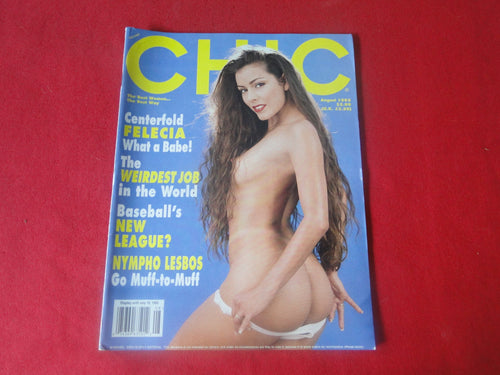 CHIC
The Best Women...
The Best Way
August 1995
Centerfold
FELECIA
What a Babe!
The
WEIRDEST JOB
in the World
Baseball's
NEW
LEAGUE?
NYMPHO LESBOS
Go Muff-to-Muff